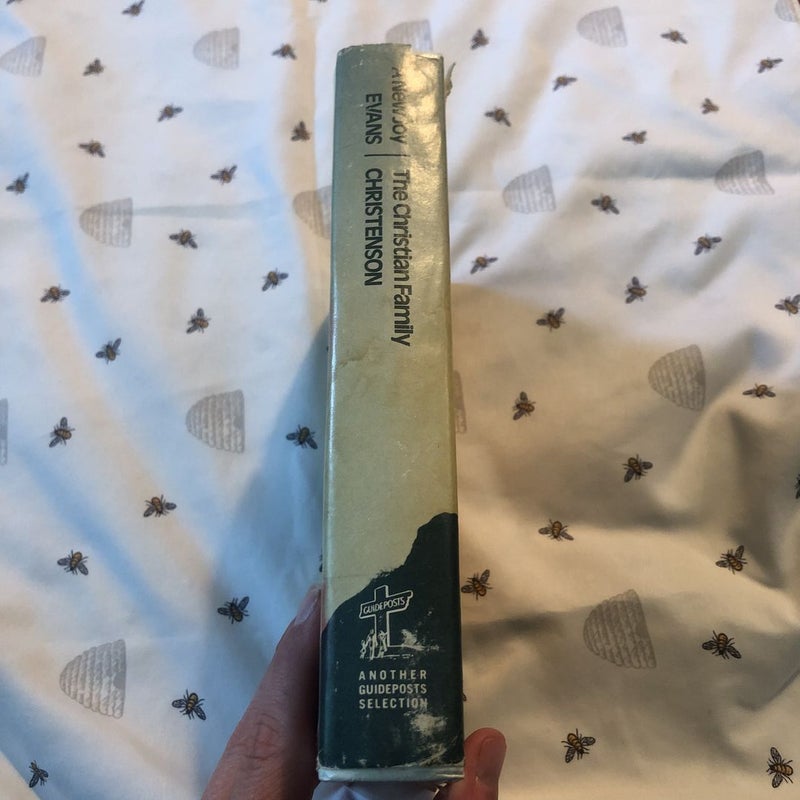 A New Joy | The Christian Family
EVANS | CHRISTENSON
GUIDEPOSTS
ANOTHER
GUIDEPOSTS
SELECTION